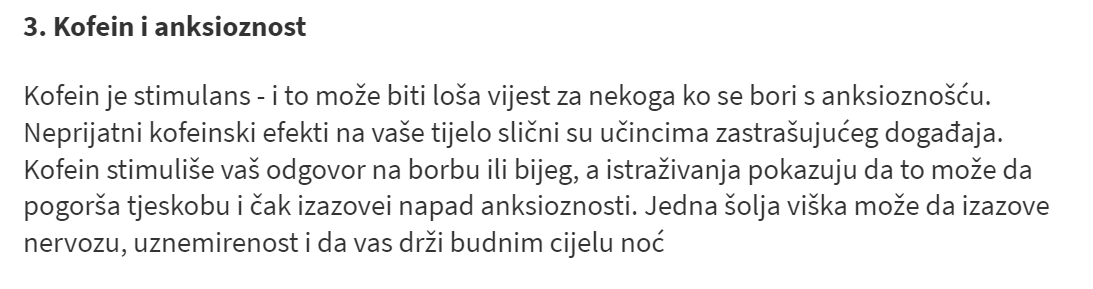 3. Kofein i anksioznost
Kofein je stimulans - i to može biti loša vijest za nekoga ko se bori s anksioznošću.
Neprijatni kofeinski efekti na vaše tijelo slični su učincima zastrašujućeg događaja.
Kofein stimuliše vaš odgovor na borbu ili bijeg, a istraživanja pokazuju da to može da
pogorša tjeskobu i čak izazovei napad anksioznosti. Jedna šolja viška može da izazove
nervozu, uznemirenost i da vas drži budnim cijelu noć